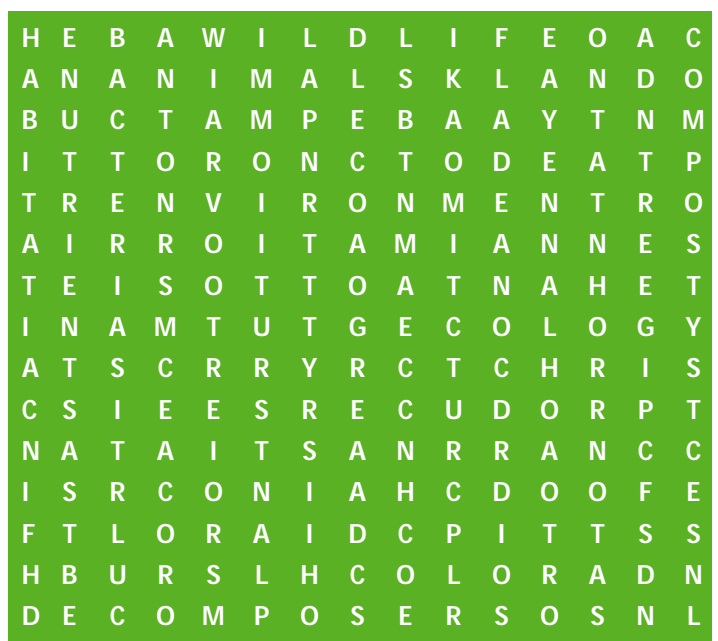 H E B A W I L D L I F E O A C
A N A N I M A L S K L A N D O
B U C T A M P E B A A Y T N M
I T T O R O N C T O D E A T P
T R E N V I R O N M E N T R O
A I R R O I T A M I A N N E S
T E I S O T T O A T N A H E T
I N A M T U T G E C O L O G Y
A T S C R R Y R C T C H R I S
C S I E E S R E C U D O R P T
N A T A I T S A N R R A N C C
I S R C O N I A H C D O O F E
F T L O R A I D C P I T T S S
H B U R S L H C O L O R A D N
D E C O M P O S E R S O S N L